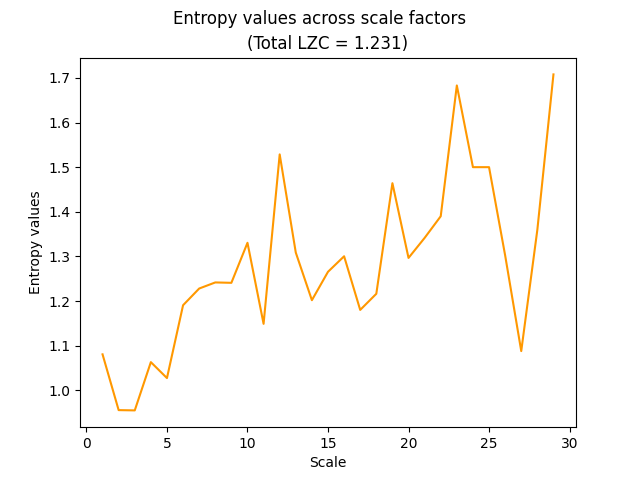 Entropy values across scale factors
(Total LZC = 1.231)
Entropy values
1.7
1.6
1.5
1.4
1.3
1.2
1.1
1.0
0 5 10 15 20 25 30
Scale